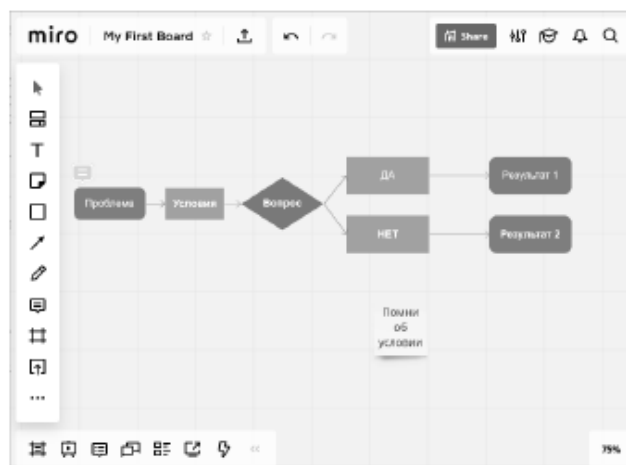 miro My First Board Share
T
ДА Результат 1
Проблема Условия Вопрос
НЕТ Результат 2
Помни
об
условии
75%